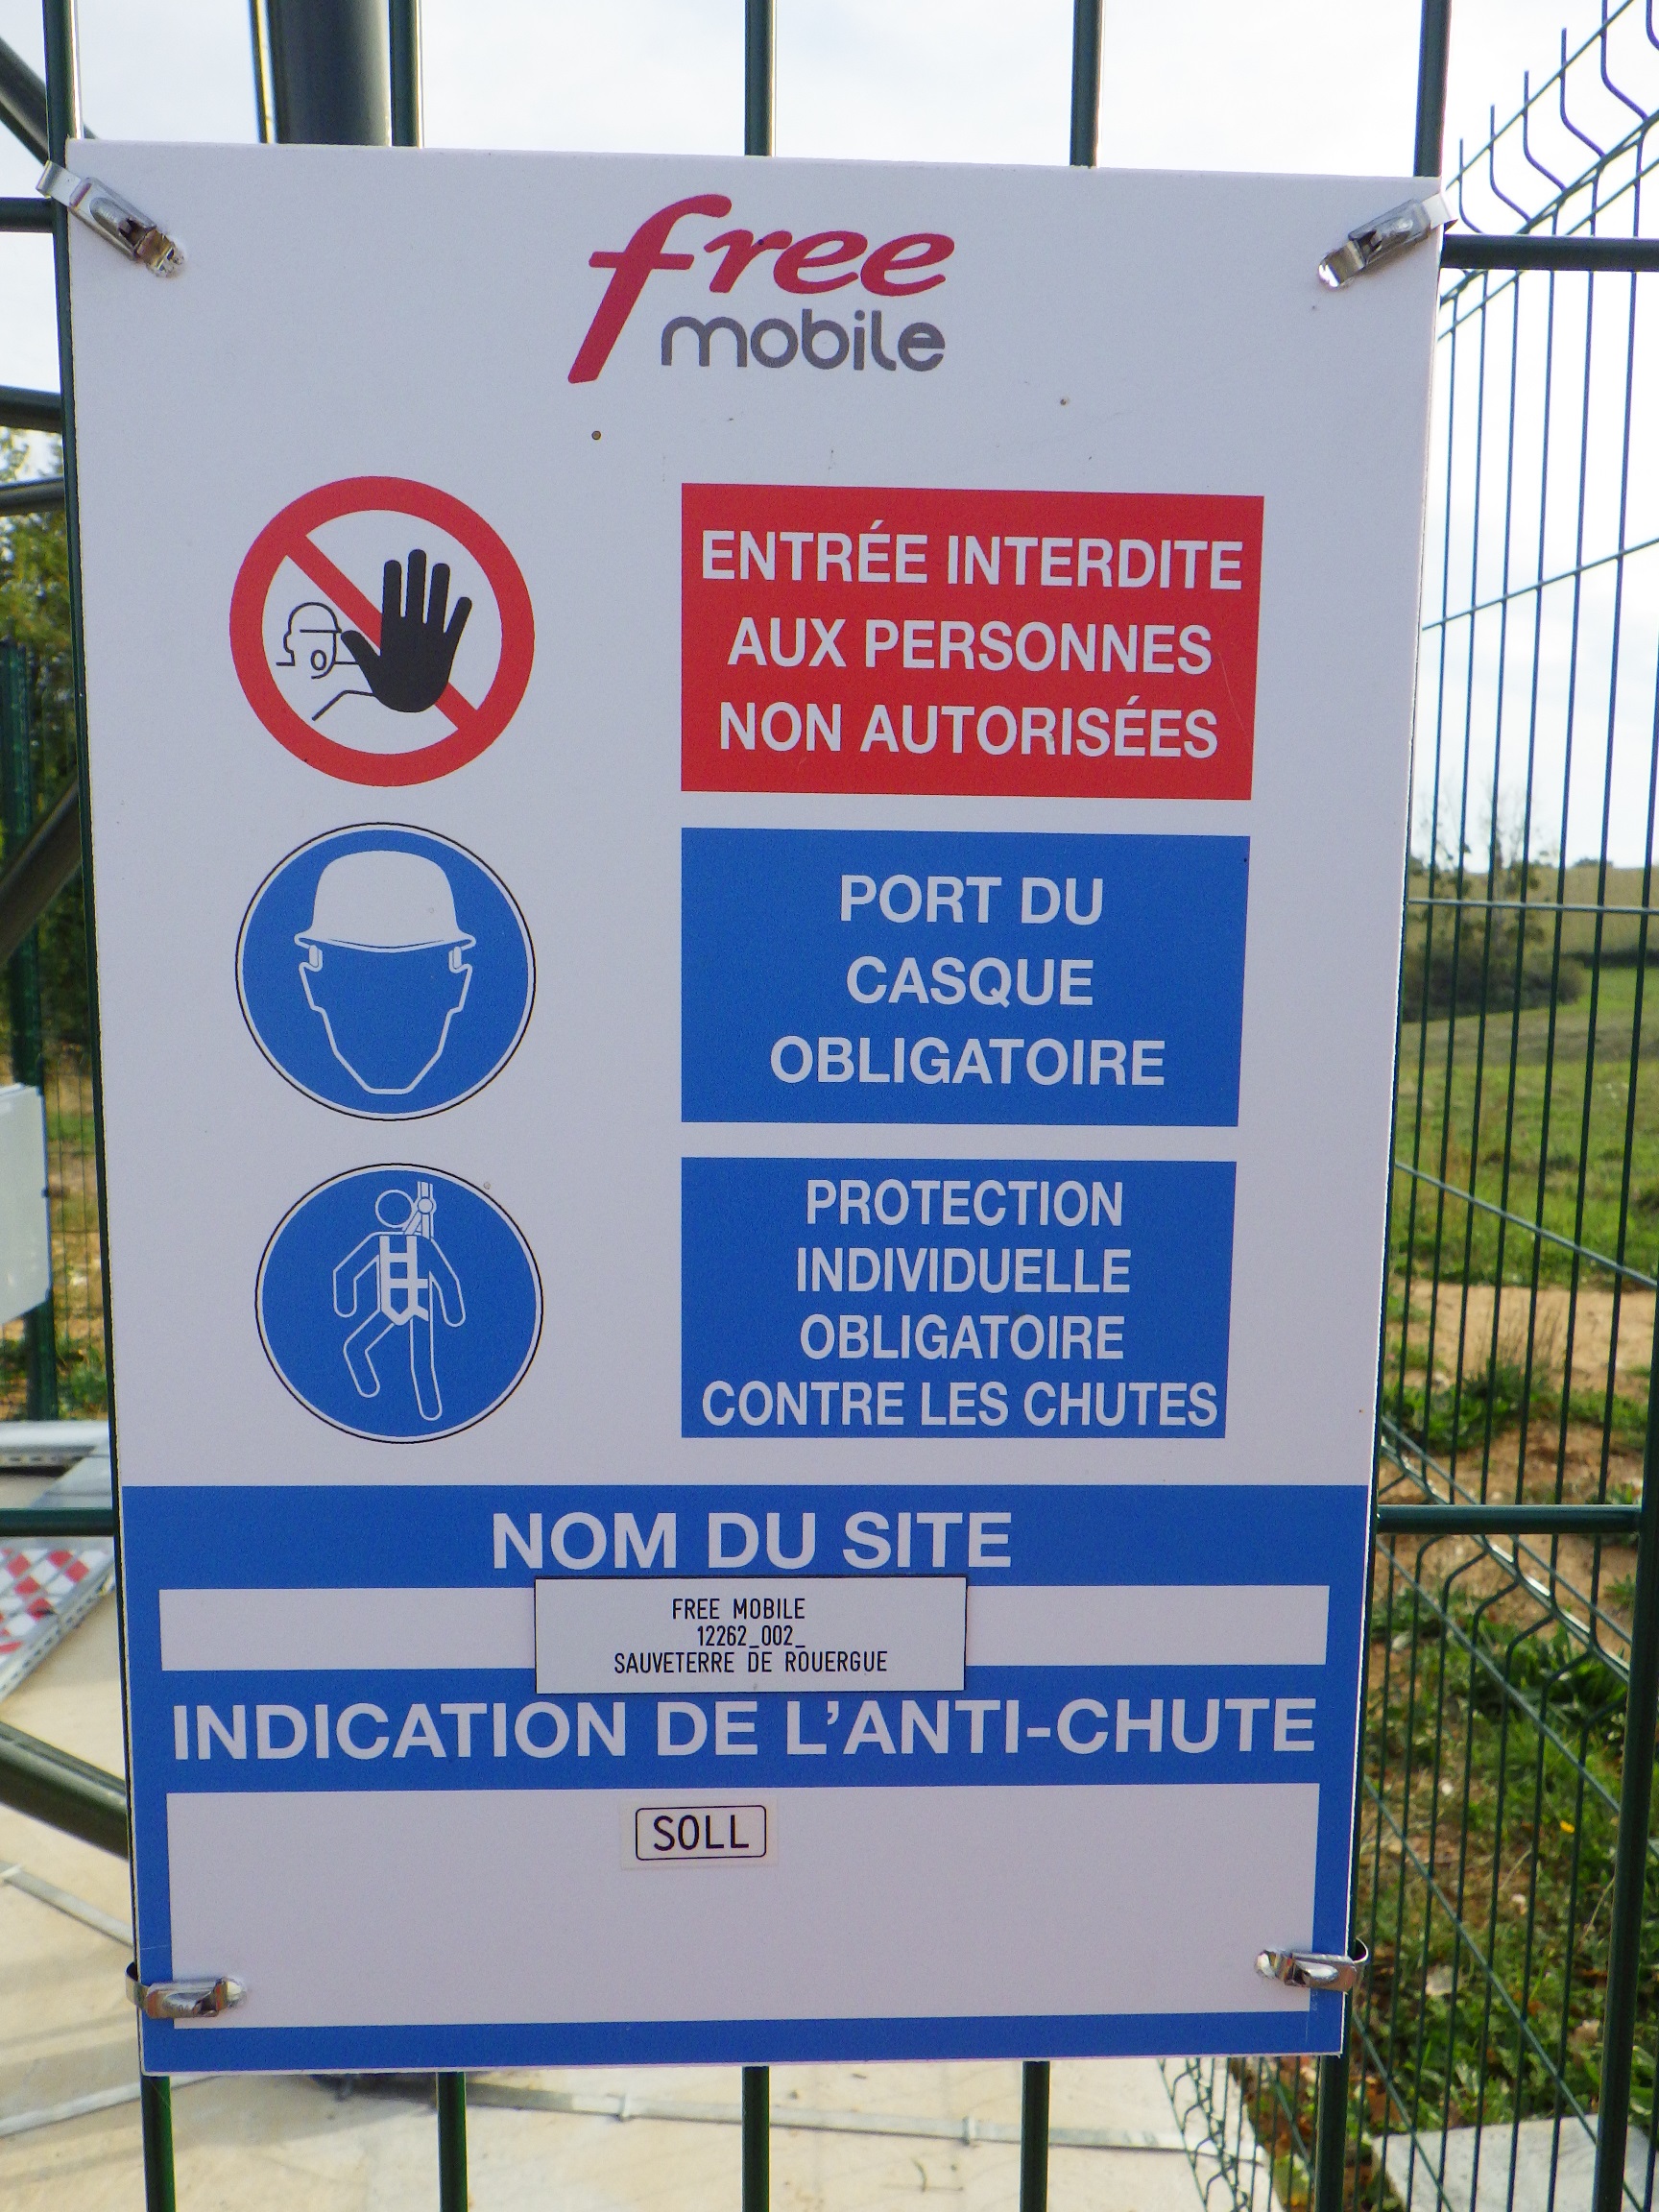 free
mobile
ENTRÉE INTERDITE
AUX PERSONNES
NON AUTORISÉES
PORT DU
CASQUE
OBLIGATOIRE
PROTECTION
INDIVIDUELLE
OBLIGATOIRE
CONTRE LES CHUTES
NOM DU SITE
FREE MOBILE
12262_002_
SAUVETERRE DE ROUERGUE
INDICATION DE L'ANTI-CHUTE
SOLL